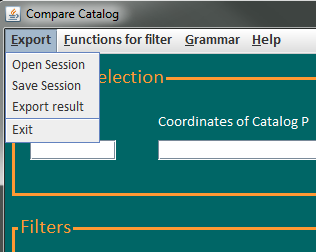 Compare Catalog
Export Functions for filter Grammar Help
Open Session
Save Session
Export result
Exit
election
Coordinates of Catalog P
Filters